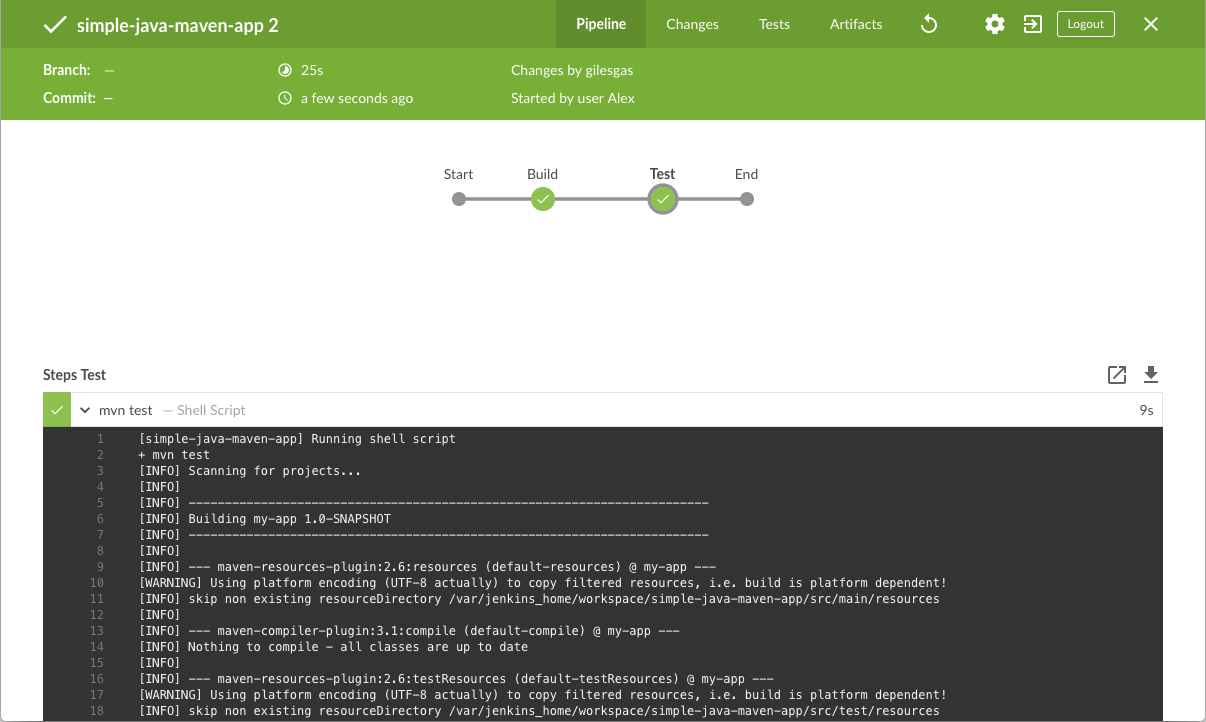 simple-java-maven-app 2
Pipeline Changes Tests Artifacts Logout
Branch: — 25s Changes by gilesgas
Commit: — a few seconds ago Started by user Alex
Start Build Test End
Steps Test
mvn test — Shell Script 9s
1 [simple-java-maven-app] Running shell script
2 + mvn test
3 [INFO] Scanning for projects...
4 [INFO]
5 [INFO] ------------------------------------------------------------------------
6 [INFO] Building my-app 1.0-SNAPSHOT
7 [INFO] ------------------------------------------------------------------------
8 [INFO]
9 [INFO] --- maven-resources-plugin:2.6:resources (default-resources) @ my-app ---
10 [WARNING] Using platform encoding (UTF-8 actually) to copy filtered resources, i.e. build is platform dependent!
11 [INFO] skip non existing resourceDirectory /var/jenkins_home/workspace/simple-java-maven-app/src/main/resources
12 [INFO]
13 [INFO] --- maven-compiler-plugin:3.1:compile (default-compile) @ my-app ---
14 [INFO] Nothing to compile - all classes are up to date
15 [INFO]
16 [INFO] --- maven-resources-plugin:2.6:testResources (default-testResources) @ my-app ---
17 [WARNING] Using platform encoding (UTF-8 actually) to copy filtered resources, i.e. build is platform dependent!
18 [INFO] skip non existing resourceDirectory /var/jenkins_home/workspace/simple-java-maven-app/src/test/resources